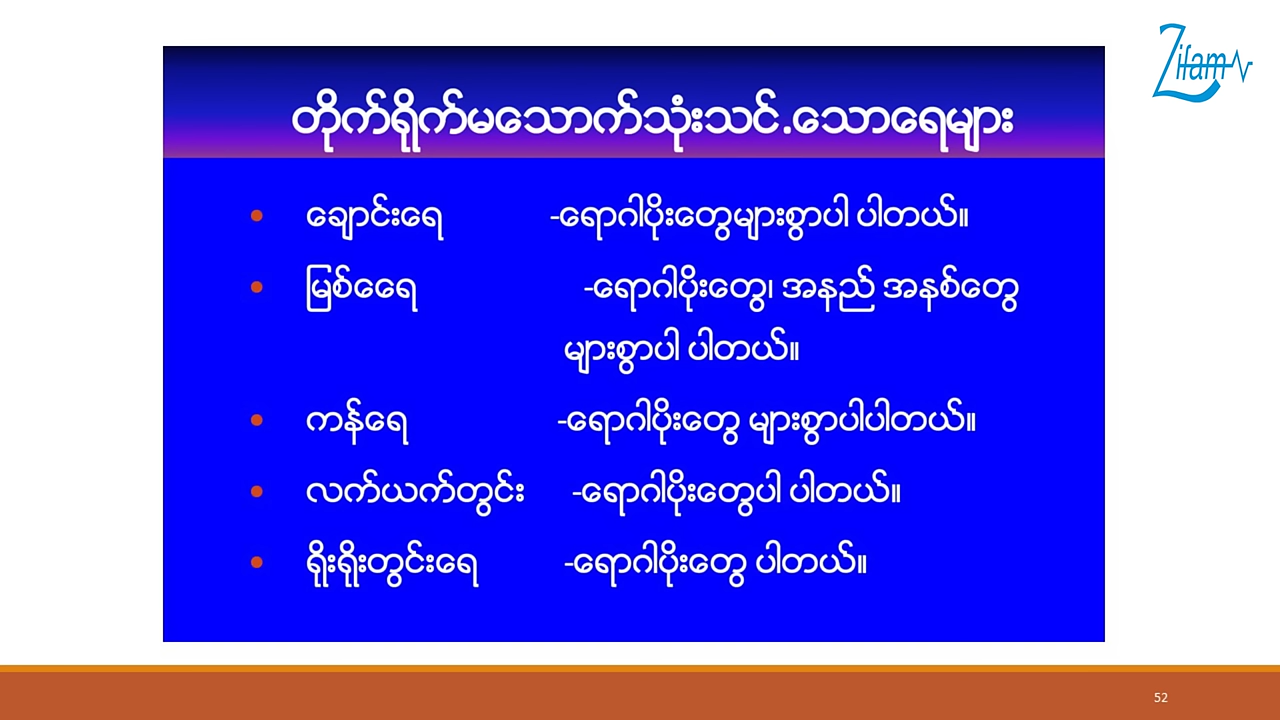 Zifam
တိုက်ရိုက်မသောက်သုံးသင်.သောရေများ
• ချောင်းရေ -ရောဂါပိုးတွေများစွာပါ ပါတယ်။
• မြစ်ရေေ -ရောဂါပိုးတွေ၊ အနည် အနစ်တွေ
များစွာပါ ပါတယ်။
• ကန်ရေ -ရောဂါပိုးတွေ များစွာပါပါတယ်။
• လက်ယက်တွင်း -ရောဂါပိုးတွေပါ ပါတယ်။
• ရိုးရိုးတွင်းရေ -ရောဂါပိုးတွေ ပါတယ်။
52